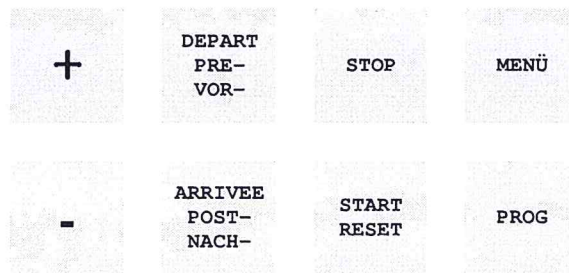 +
DEPART
PRE-
VOR-
STOP
MENÜ
-
ARRIVEE
POST-
NACH-
START
RESET
PROG